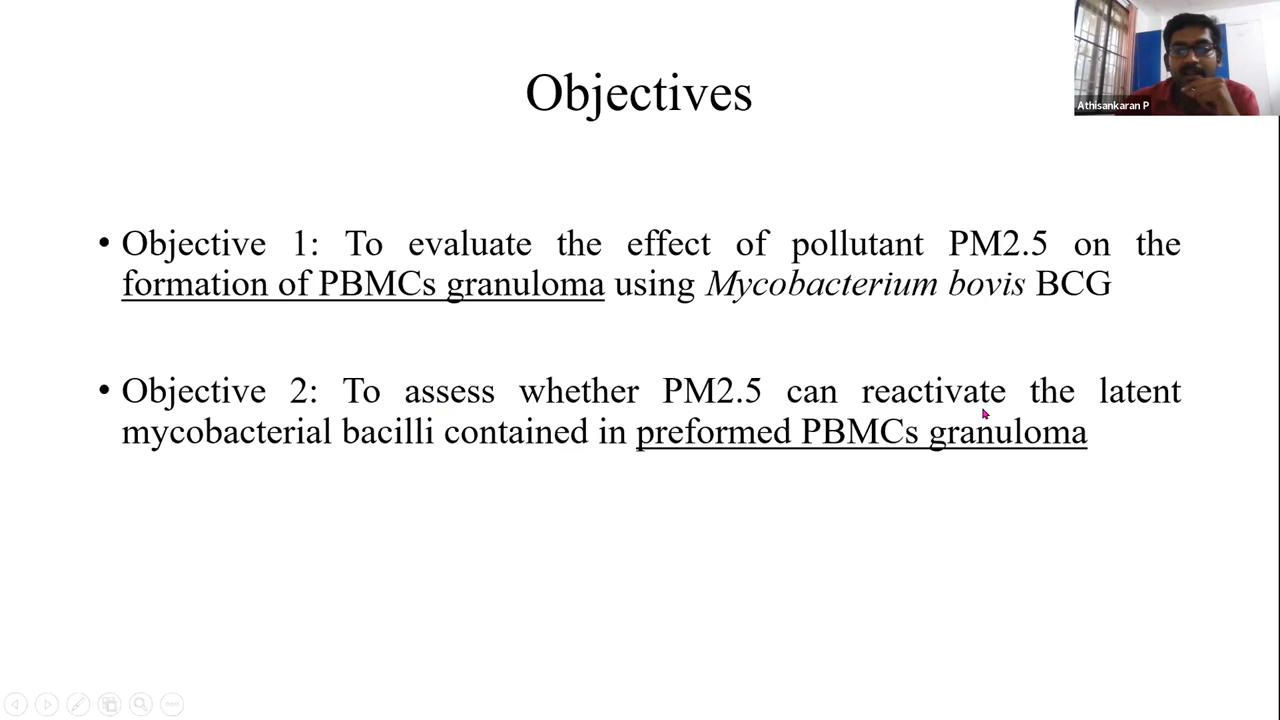 Athisankaran P
Objectives
• Objective 1: To evaluate the effect of pollutant PM2.5 on the
formation of PBMCs granuloma using Mycobacterium bovis BCG
• Objective 2: To assess whether PM2.5 can reactivate the latent
mycobacterial bacilli contained in preformed PBMCs granuloma